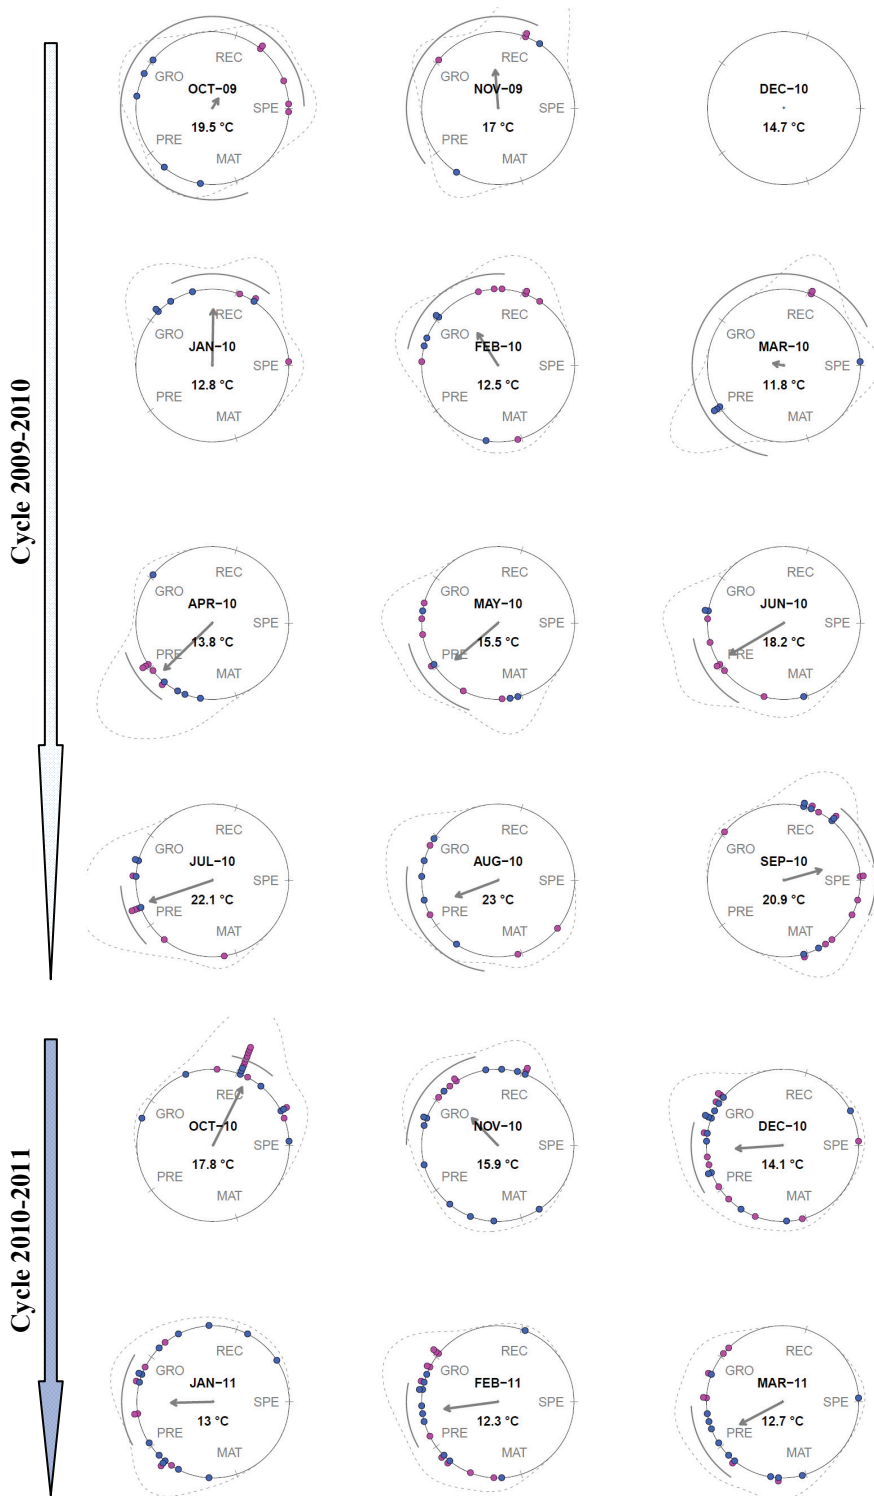 Cycle 2009-2010
REC
GRO
OCT−09
SPE
19.5 °C
PRE
MAT
REC
GRO
NOV−09
SPE
17 °C
PRE
MAT
DEC−10
14.7 °C
REC
GRO
JAN−10
SPE
12.8 °C
PRE
MAT
REC
GRO
FEB−10
SPE
12.5 °C
PRE
MAT
REC
GRO
MAR−10
SPE
11.8 °C
PRE
MAT
REC
GRO
APR−10
SPE
13.8 °C
PRE
MAT
REC
GRO
MAY−10
SPE
15.5 °C
PRE
MAT
REC
GRO
JUN−10
SPE
18.2 °C
PRE
MAT
REC
GRO
JUL−10
SPE
22.1 °C
PRE
MAT
REC
GRO
AUG−10
SPE
23 °C
PRE
MAT
REC
GRO
SEP−10
SPE
20.9 °C
PRE
MAT
Cycle 2010-2011
REC
GRO
OCT−10
SPE
17.8 °C
PRE
MAT
REC
GRO
NOV−10
SPE
15.9 °C
PRE
MAT
REC
GRO
DEC−10
SPE
14.1 °C
PRE
MAT
REC
GRO
JAN−11
SPE
13 °C
PRE
MAT
REC
GRO
FEB−11
SPE
12.3 °C
PRE
MAT
REC
GRO
MAR−11
SPE
12.7 °C
PRE
MAT